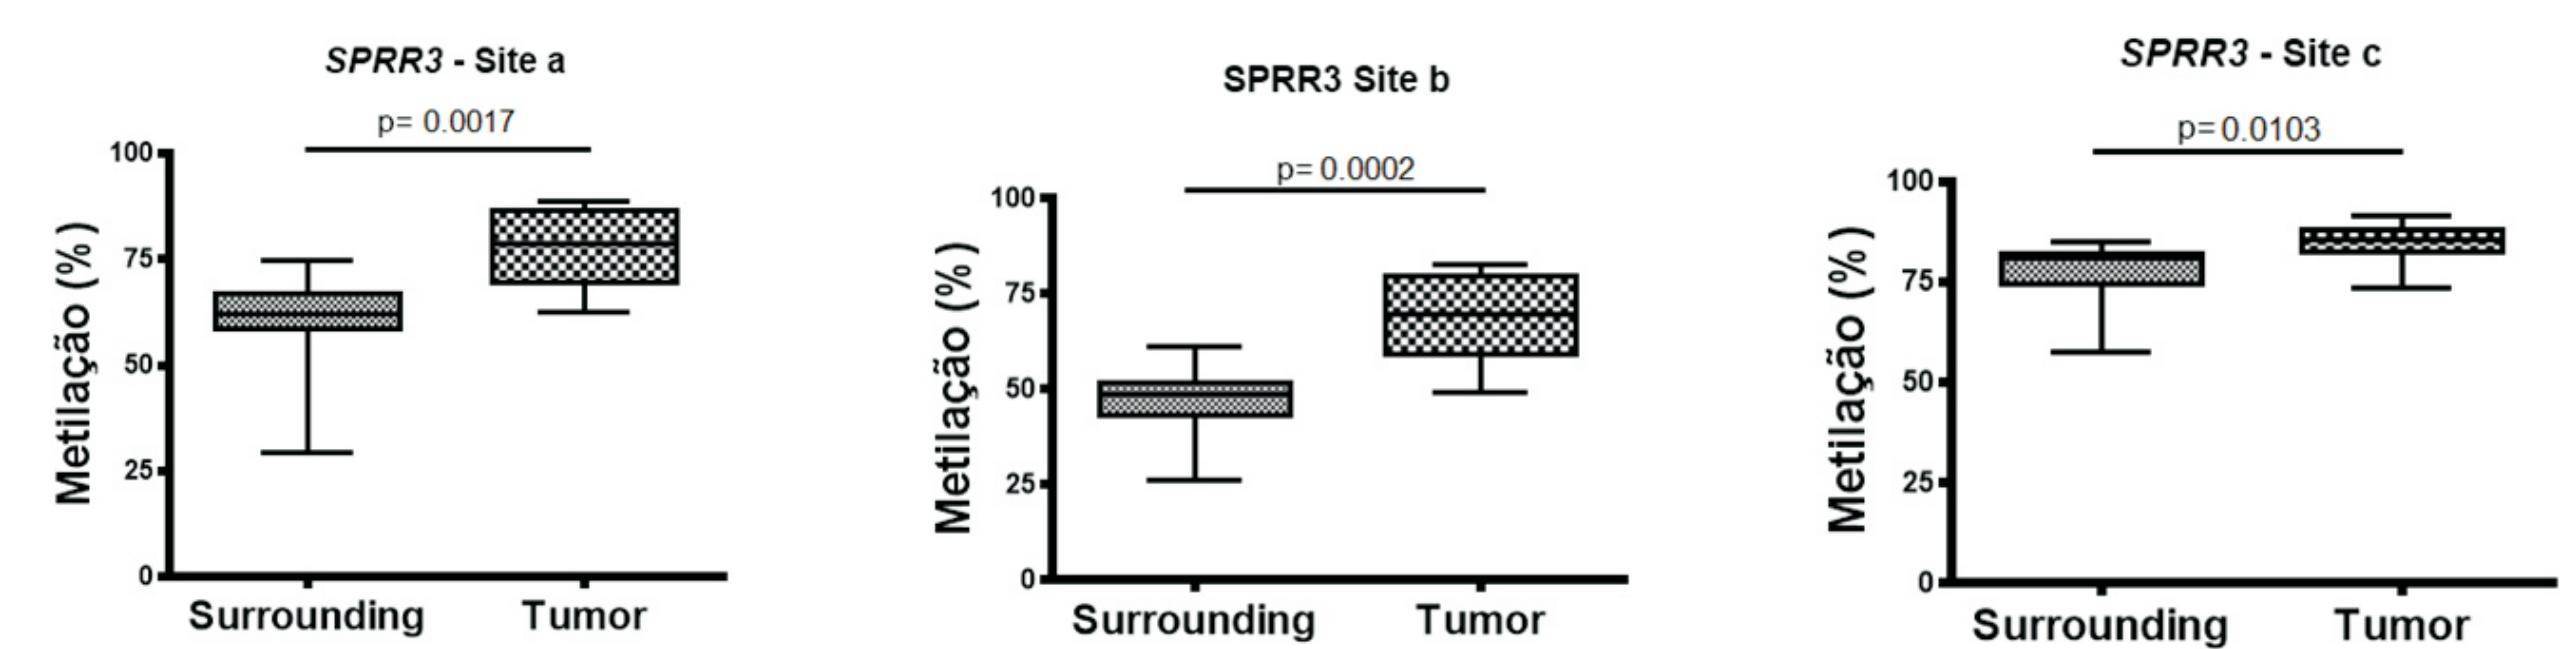 SPRR3 - Site a
p= 0.0017
Metilação (%)
100
75
50
25
0
Surrounding Tumor
SPRR3 Site b
p= 0.0002
Metilação (%)
100
75
50
25
0
Surrounding Tumor
SPRR3 - Site c
p= 0.0103
Metilação (%)
100
75
50
25
0
Surrounding Tumor